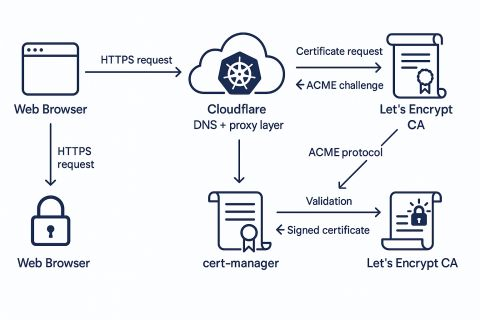 HTTPS request
Certificate request
← ACME challenge
Web Browser
Cloudflare
DNS + proxy layer
Let's Encrypt
CA
HTTPS
request
ACME protocol
Validation
← Signed certificate
Web Browser
cert-manager
Let's Encrypt CA